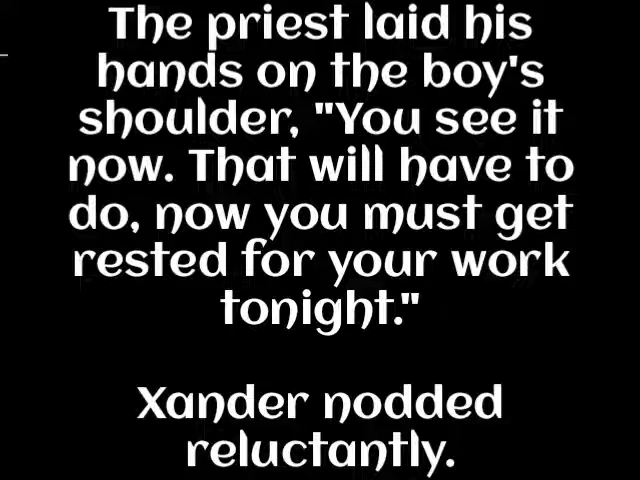 The priest laid his
hands on the boy's
shoulder, "You see it
now. That will have to
do, now you must get
rested for your work
tonight."
Xander nodded
reluctantly.